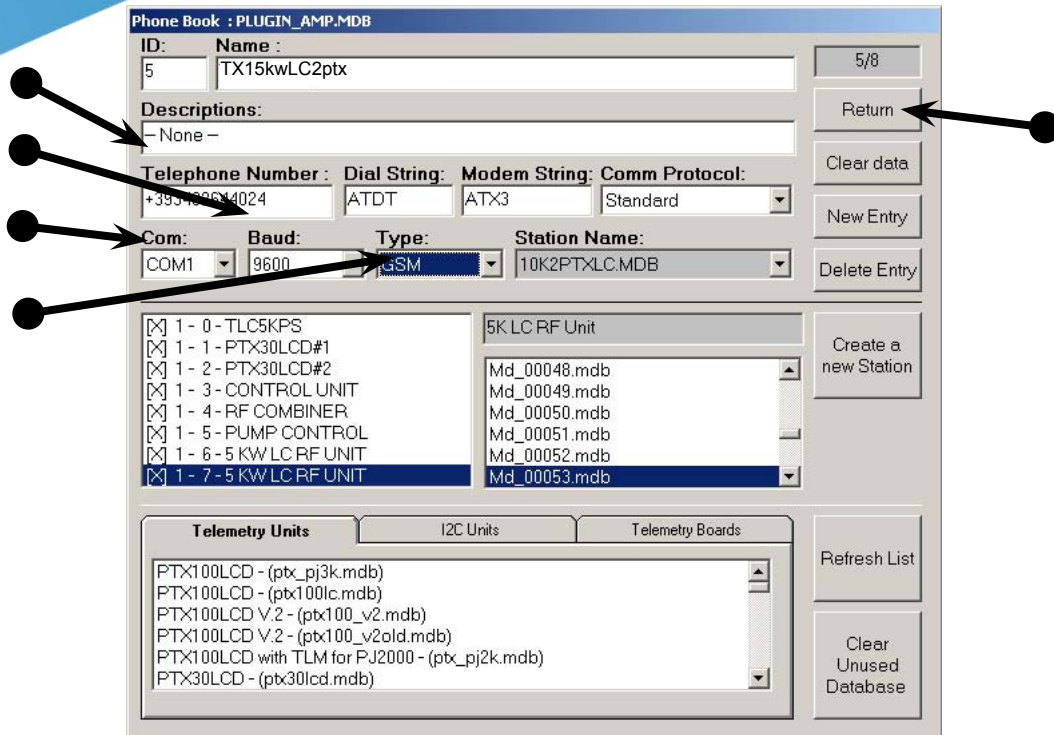 Phone Book : PLUGIN_AMP.MDB
ID: Name :
5 TX15kwLC2ptx
5/8
Descriptions:
– None –
Return
Telephone Number : Dial String: Modem String: Comm Protocol:
ATDT ATX3 Standard
Clear data
New Entry
Com: Baud: Type: Station Name:
COM1 9600 GSM 10K2PTXLC.MDB
Delete Entry
[X] 1 - 0 - TLC5KPS
[X] 1 - 1 - PTX30LCD#1
[X] 1 - 2 - PTX30LCD#2
[X] 1 - 3 - CONTROL UNIT
[X] 1 - 4 - RF COMBINER
[X] 1 - 5 - PUMP CONTROL
[X] 1 - 6 - 5 KW LC RF UNIT
[X] 1 - 7 - 5 KW LC RF UNIT
5K LC RF Unit
Md_00048.mdb
Md_00049.mdb
Md_00050.mdb
Md_00051.mdb
Md_00052.mdb
Md_00053.mdb
Create a
new Station
Telemetry Units I2C Units Telemetry Boards
PTX100LCD - (ptx_pj3k.mdb)
PTX100LCD - (ptx100lc.mdb)
PTX100LCD V.2 - (ptx100_v2.mdb)
PTX100LCD V.2 - (ptx100_v2old.mdb)
PTX100LCD with TLM for PJ2000 - (ptx_pj2k.mdb)
PTX30LCD - (ptx30lcd.mdb)
Refresh List
Clear
Unused
Database